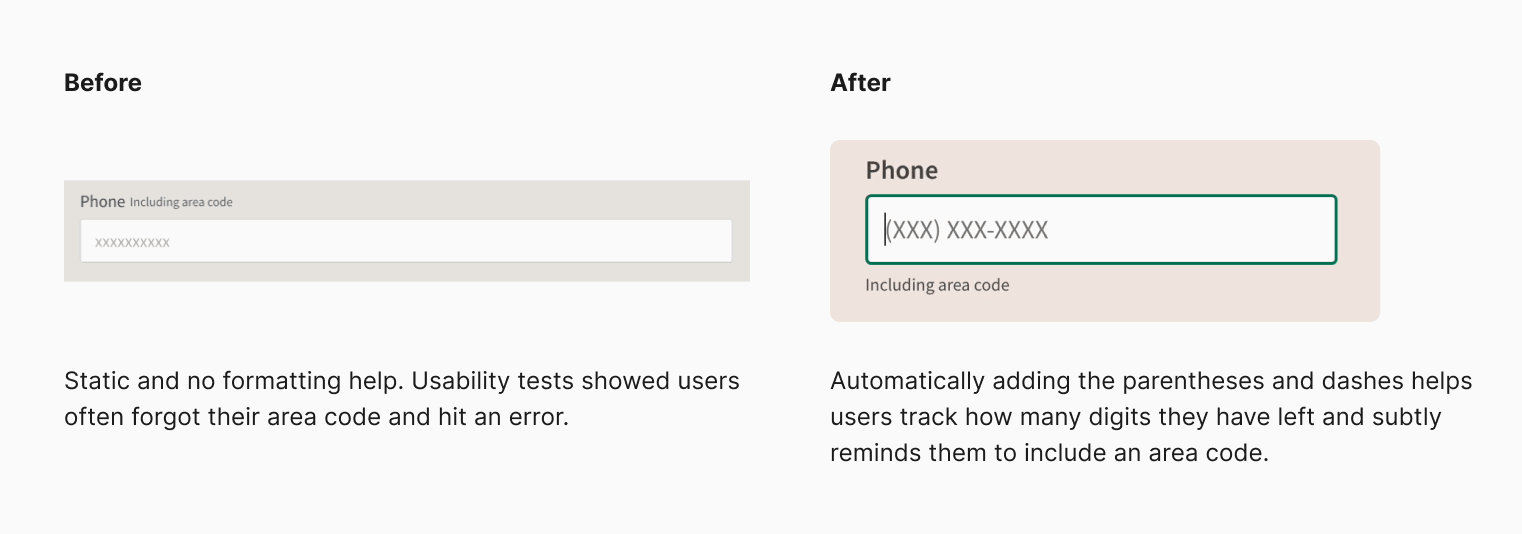 Before
Phone Including area code
xxxxxxxxxx
Static and no formatting help. Usability tests showed users
often forgot their area code and hit an error.
After
Phone
(XXX) XXX-XXXX
Including area code
Automatically adding the parentheses and dashes helps
users track how many digits they have left and subtly
reminds them to include an area code.